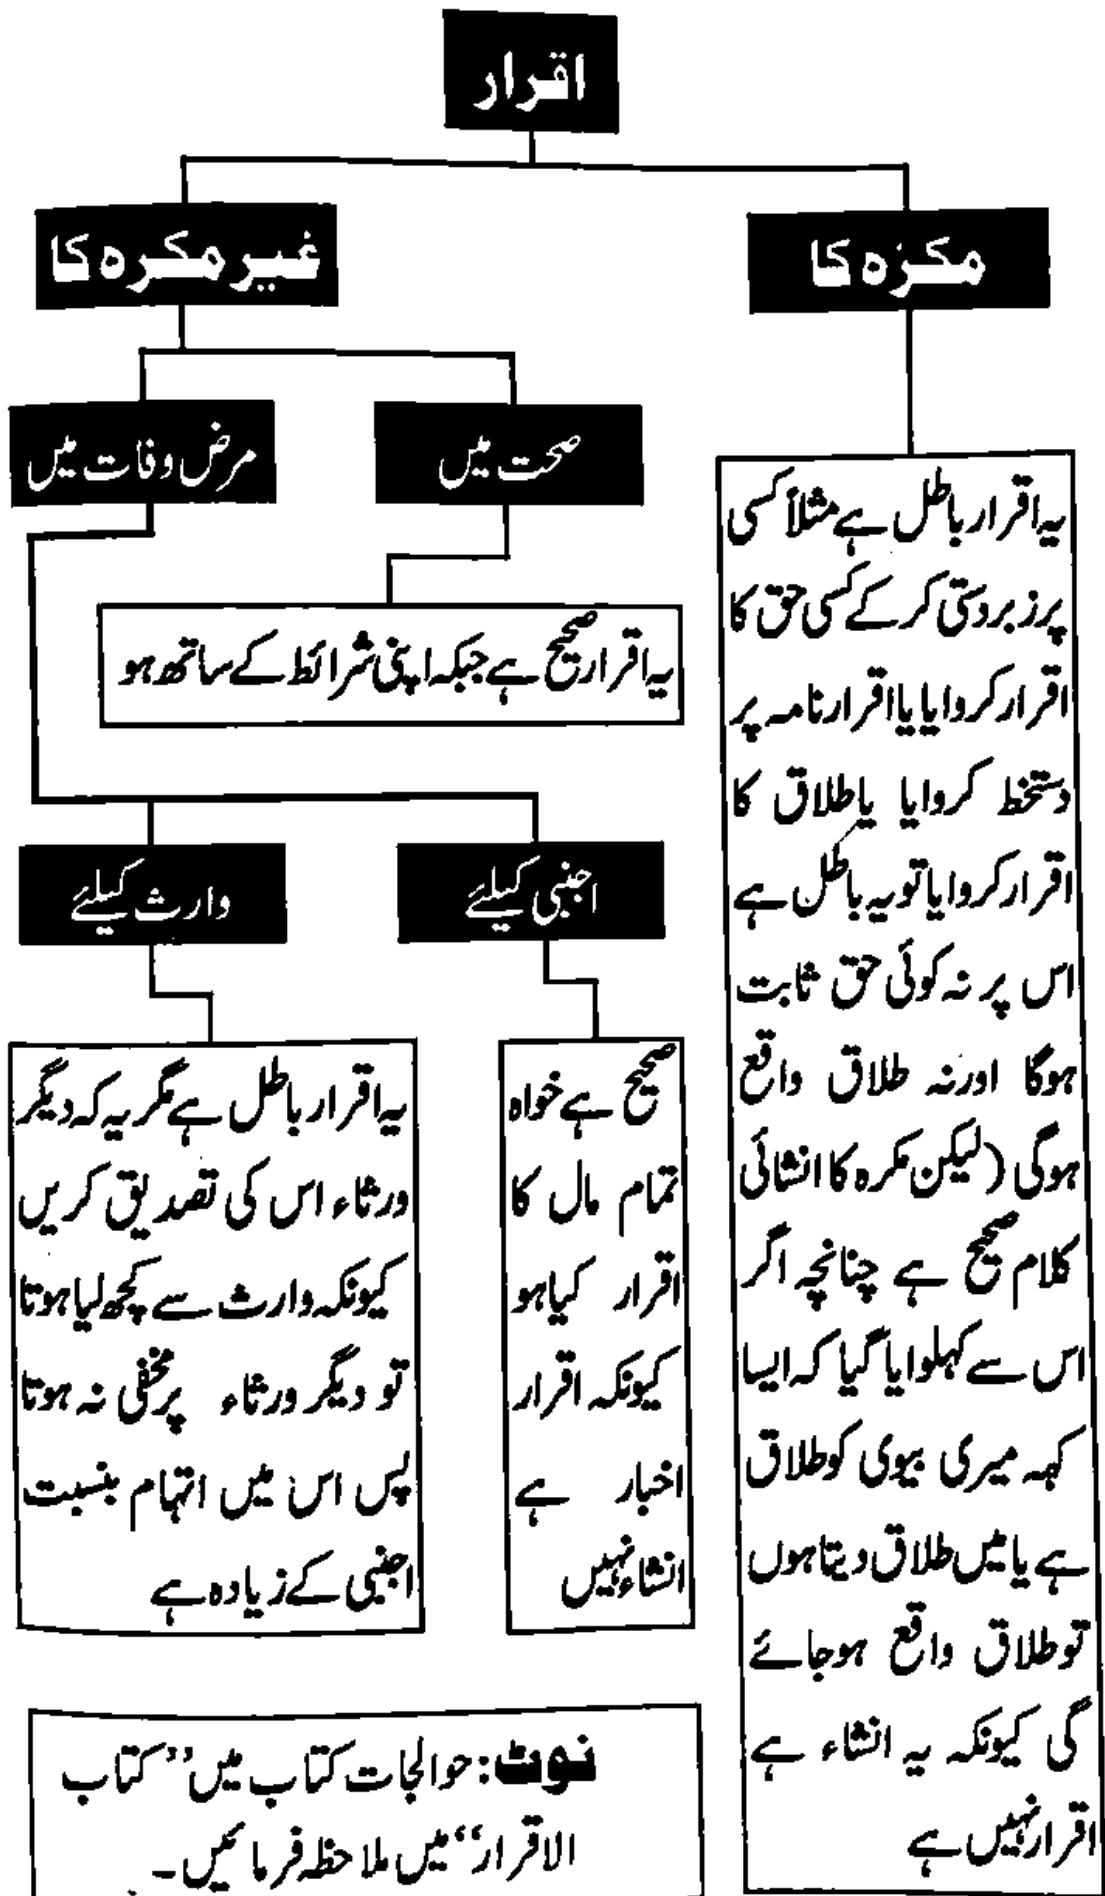 اقرار
مکرَہ کا
غیر مکرہ کا
یہ اقرار باطل ہے مثلاً کسی
پر زبردستی کر کے کسی حق کا
اقرار کروایا یا اقرار نامہ پر
دستخط کروایا یا طلاق کا
اقرار کروایا تو یہ باطل ہے
اس پر نہ کوئی حق ثابت
ہوگا اور نہ طلاق واقع
ہوگی (لیکن مکرہ کا انشائی
کلام صحیح ہے چنانچہ اگر
اس سے کہلوایا گیا کہ ایسا
کہہ میری بیوی کو طلاق
ہے یا میں طلاق دیتا ہوں
تو طلاق واقع ہوجائے
گی کیونکہ یہ انشاء ہے
اقرار نہیں ہے
صحت میں
مرض وفات میں
یہ اقرار صحیح ہے جبکہ اپنی شرائط کے ساتھ ہو
اجنبی کیلئے
وارث کیلئے
صحیح ہے خواہ
تمام مال کا
اقرار کیا ہو
کیونکہ اقرار
اخبار ہے
انشاء نہیں
یہ اقرار باطل ہے مگر یہ کہ دیگر
ورثاء اس کی تصدیق کریں
کیونکہ وارث سے کچھ لیا ہوتا
تو دیگر ورثاء پر مخفی نہ ہوتا
پس اس میں اتہام بنسبت
اجنبی کے زیادہ ہے
نوٹ: حوالجات کتاب میں ’’کتاب
الاقرار‘‘ میں ملاحظہ فرمائیں۔